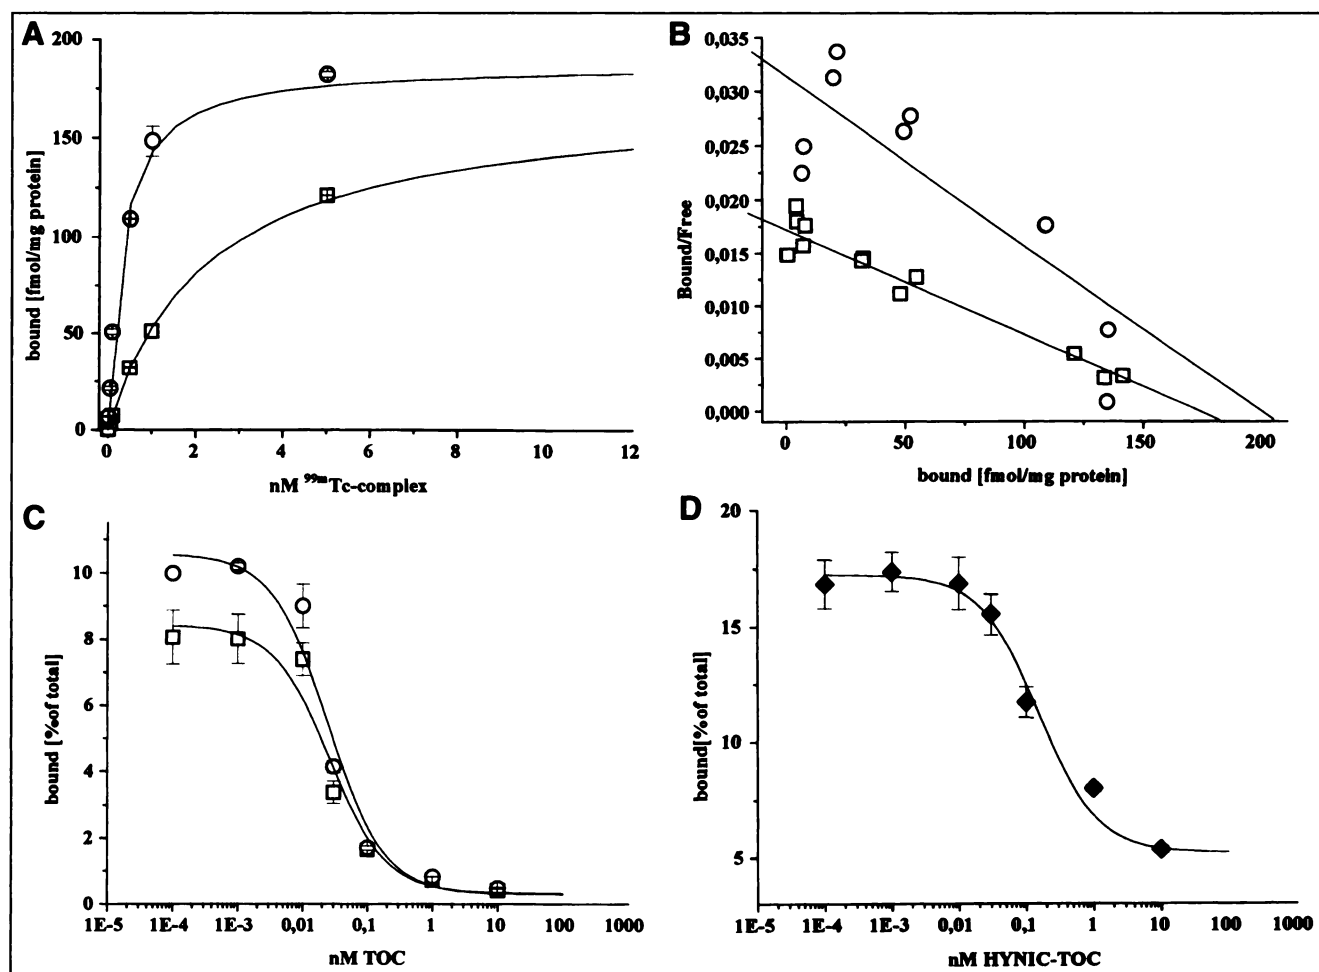 A
200
150
100
50
0
bound [fmol/mg protein]
0 2 4 6 8 10 12
nM 99mTc-complex
B
0,035
0,030
0,025
0,020
0,015
0,010
0,005
0,000
Bound/Free
0 50 100 150 200
bound [fmol/mg protein]
C
10
8
6
4
2
0
bound [%of total]
1E-5 1E-4 1E-3 0,01 0,1 1 10 100 1000
nM TOC
D
20
15
10
5
bound[%of total]
1E-5 1E-4 1E-3 0,01 0,1 1 10 100 1000
nM HYNIC-TOC